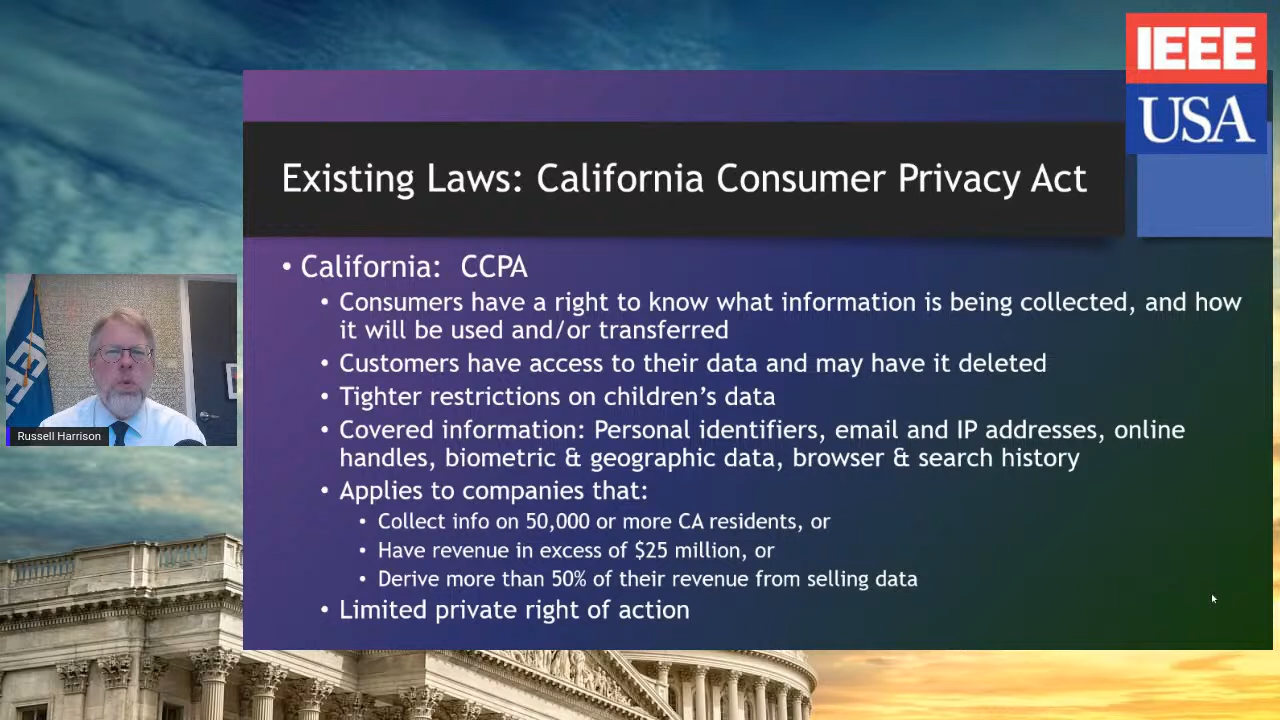 IEEE
USA
Existing Laws: California Consumer Privacy Act
• California: CCPA
• Consumers have a right to know what information is being collected, and how
it will be used and/or transferred
• Customers have access to their data and may have it deleted
• Tighter restrictions on children's data
• Covered information: Personal identifiers, email and IP addresses, online
handles, biometric & geographic data, browser & search history
• Applies to companies that:
• Collect info on 50,000 or more CA residents, or
• Have revenue in excess of $25 million, or
• Derive more than 50% of their revenue from selling data
• Limited private right of action
Russell Harrison